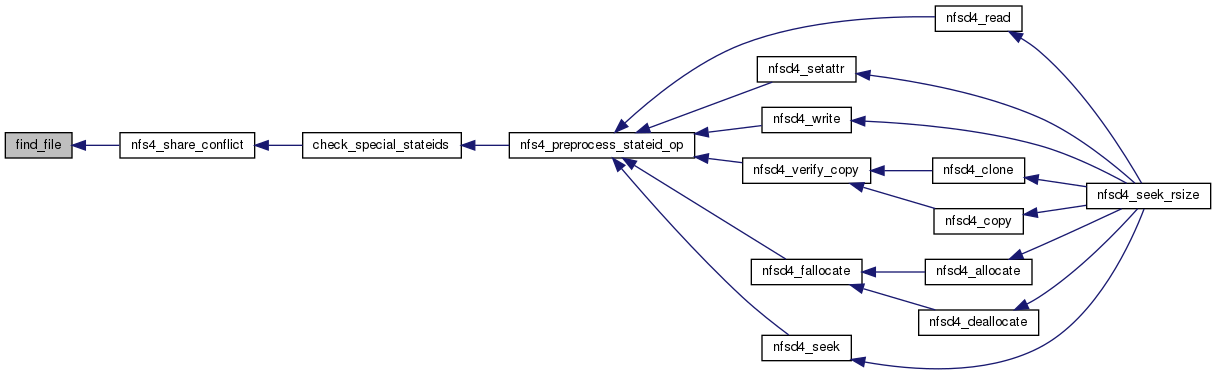 find_file
nfs4_share_conflict
check_special_stateids
nfs4_preprocess_stateid_op
nfsd4_read
nfsd4_setattr
nfsd4_write
nfsd4_verify_copy
nfsd4_clone
nfsd4_copy
nfsd4_fallocate
nfsd4_allocate
nfsd4_deallocate
nfsd4_seek
nfsd4_seek_rsize